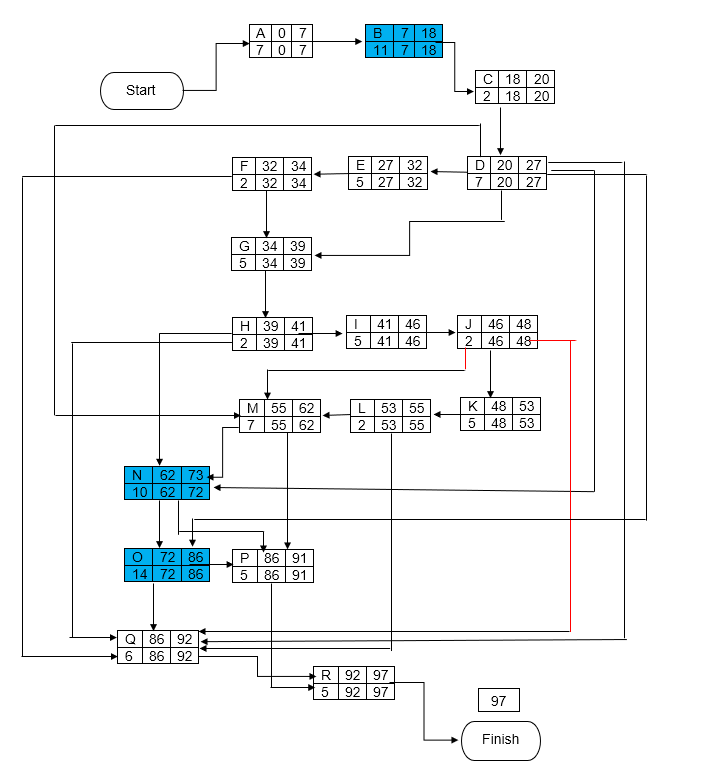 A 0 7
7 0 7
B 7 18
11 7 18
Start
C 18 20
2 18 20
F 32 34
2 32 34
E 27 32
5 27 32
D 20 27
7 20 27
G 34 39
5 34 39
H 39 41
2 39 41
I 41 46
5 41 46
J 46 48
2 46 48
M 55 62
7 55 62
L 53 55
2 53 55
K 48 53
5 48 53
N 62 73
10 62 72
O 72 86
14 72 86
P 86 91
5 86 91
Q 86 92
6 86 92
R 92 97
5 92 97
97
Finish